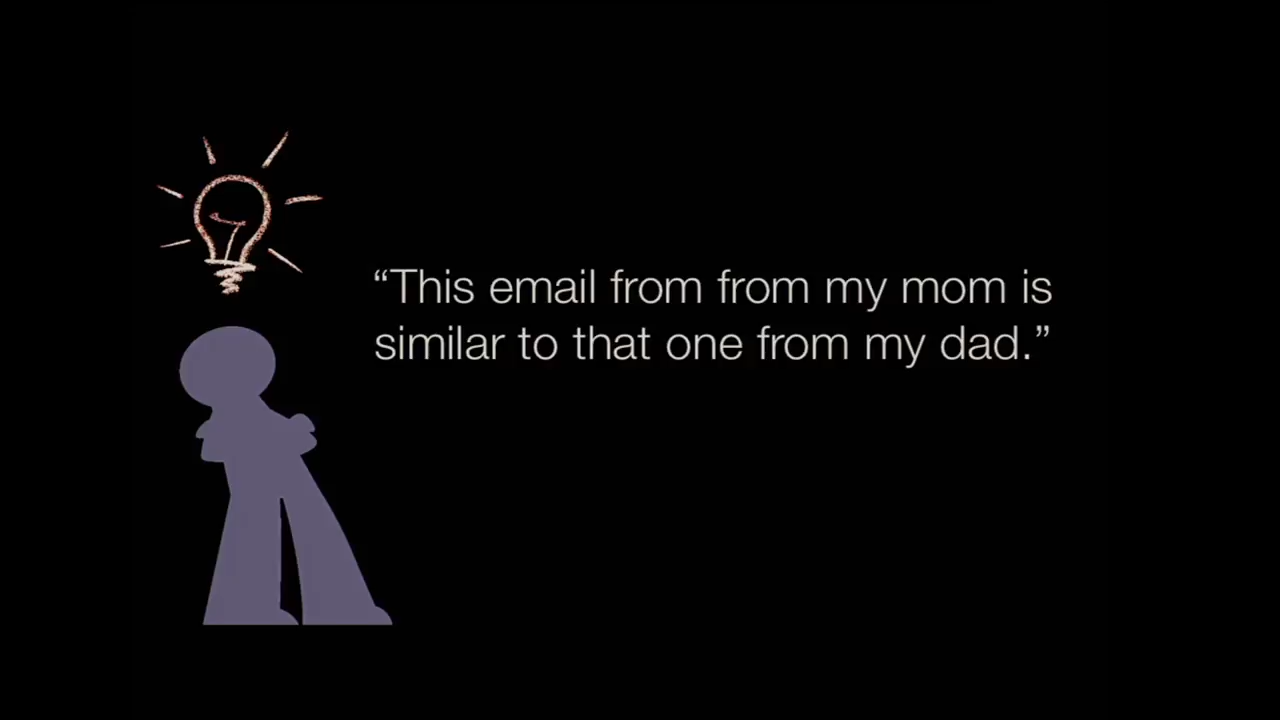 “This email from from my mom is
similar to that one from my dad.”